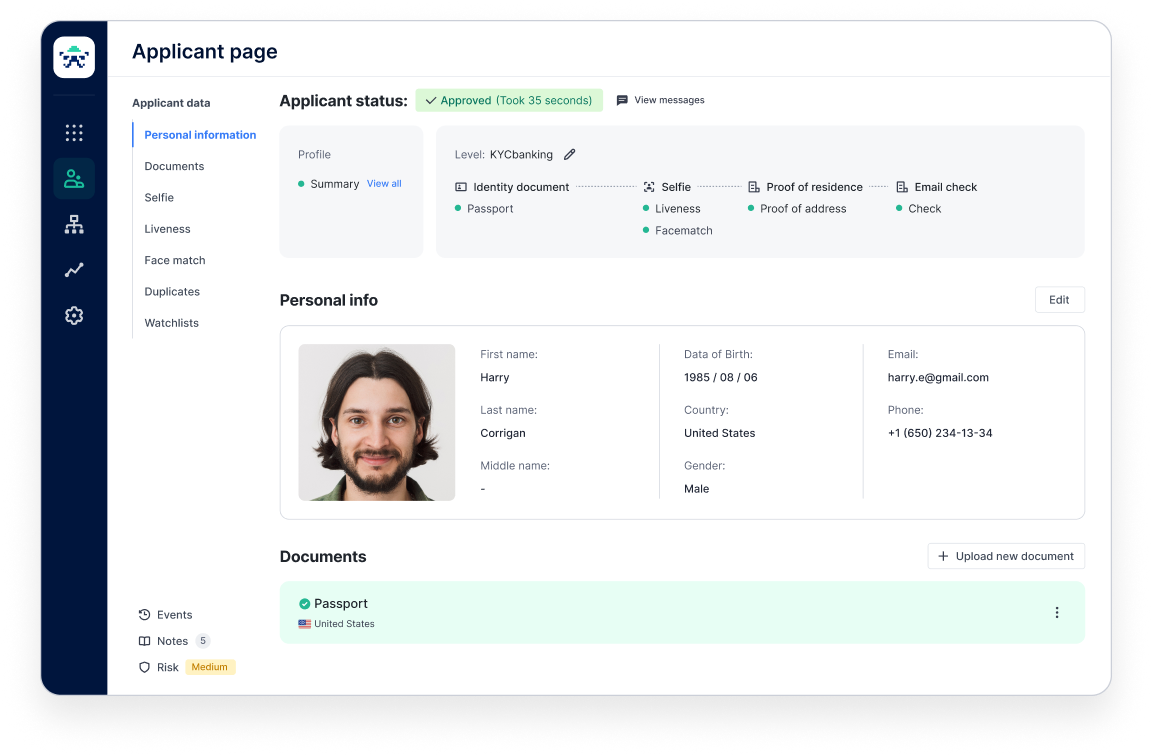 Applicant page
Applicant data
Personal information
Documents
Selfie
Liveness
Face match
Duplicates
Watchlists
Events
Notes 5
Risk Medium
Applicant status: Approved (Took 35 seconds) View messages
Profile
Summary View all
Level: KYCbanking
Identity document Selfie Proof of residence Email check
Passport Liveness Proof of address Check
Facematch
Personal info Edit
First name: Data of Birth: Email:
Harry 1985 / 08 / 06 harry.e@gmail.com
Last name: Country: Phone:
Corrigan United States +1 (650) 234-13-34
Middle name: Gender:
- Male
Documents + Upload new document
Passport
United States